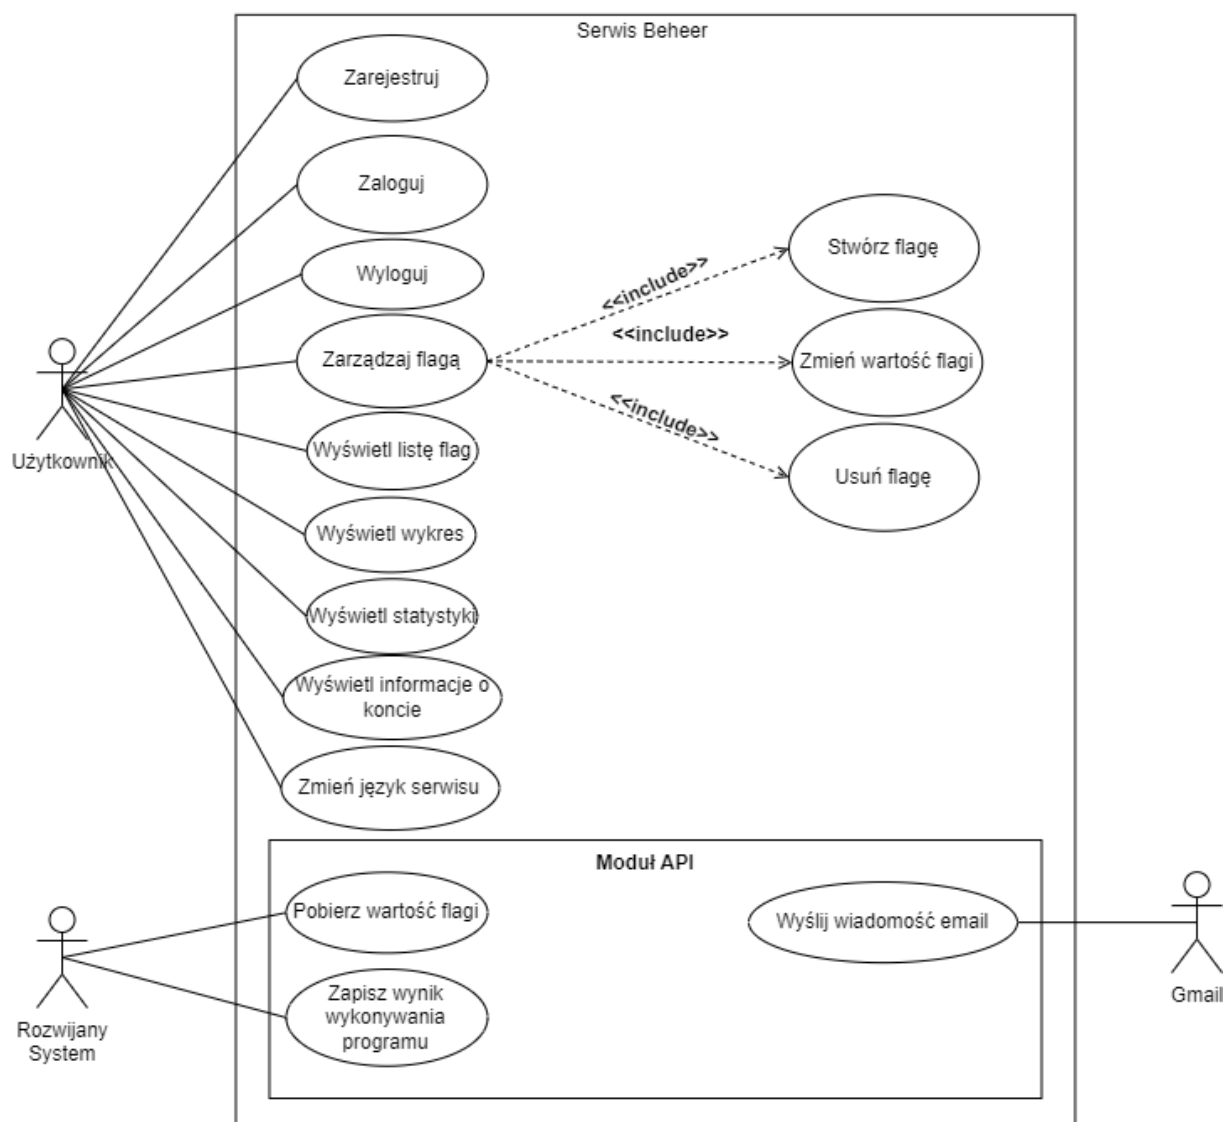 Serwis Beheer
Zarejestruj
Zaloguj
Wyloguj
Zarządzaj flagą
Wyświetl listę flag
Wyświetl wykres
Wyświetl statystyki
Wyświetl informacje o
koncie
Zmień język serwisu
<<include>>
<<include>>
<<include>>
Stwórz flagę
Zmień wartość flagi
Usuń flagę
Użytkownik
Moduł API
Pobierz wartość flagi
Zapisz wynik
wykonywania
programu
Wyślij wiadomość email
Rozwijany
System
Gmail